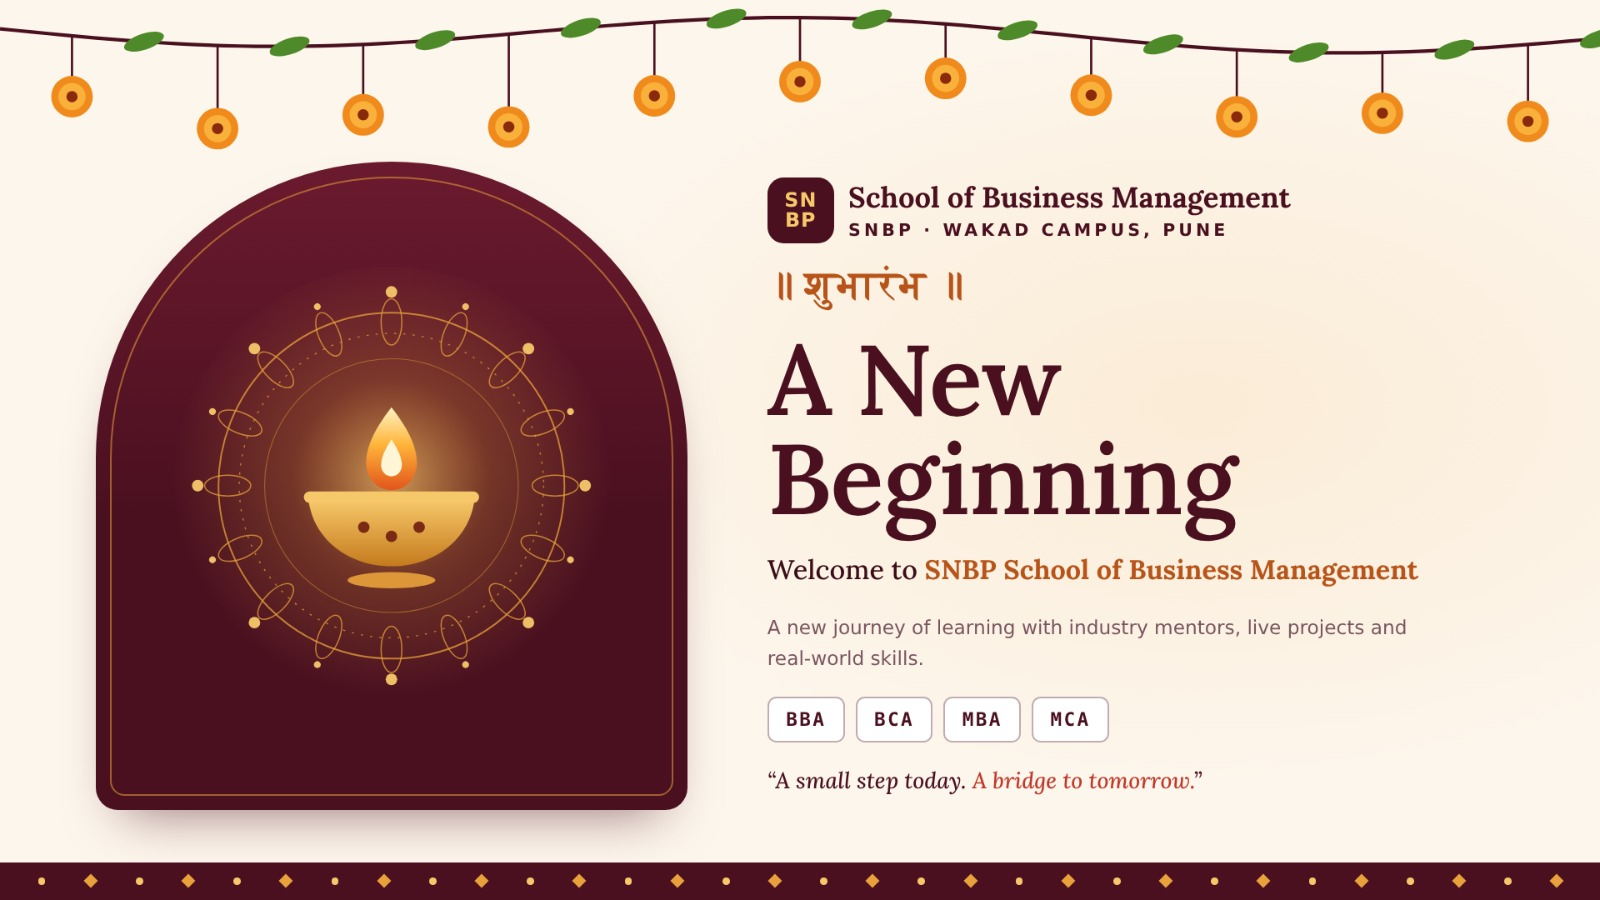 SN
BP
School of Business Management
SNBP · WAKAD CAMPUS, PUNE
॥ शुभारंभ ॥
A New
Beginning
Welcome to SNBP School of Business Management
A new journey of learning with industry mentors, live projects and
real-world skills.
BBA BCA MBA MCA
“A small step today. A bridge to tomorrow.”